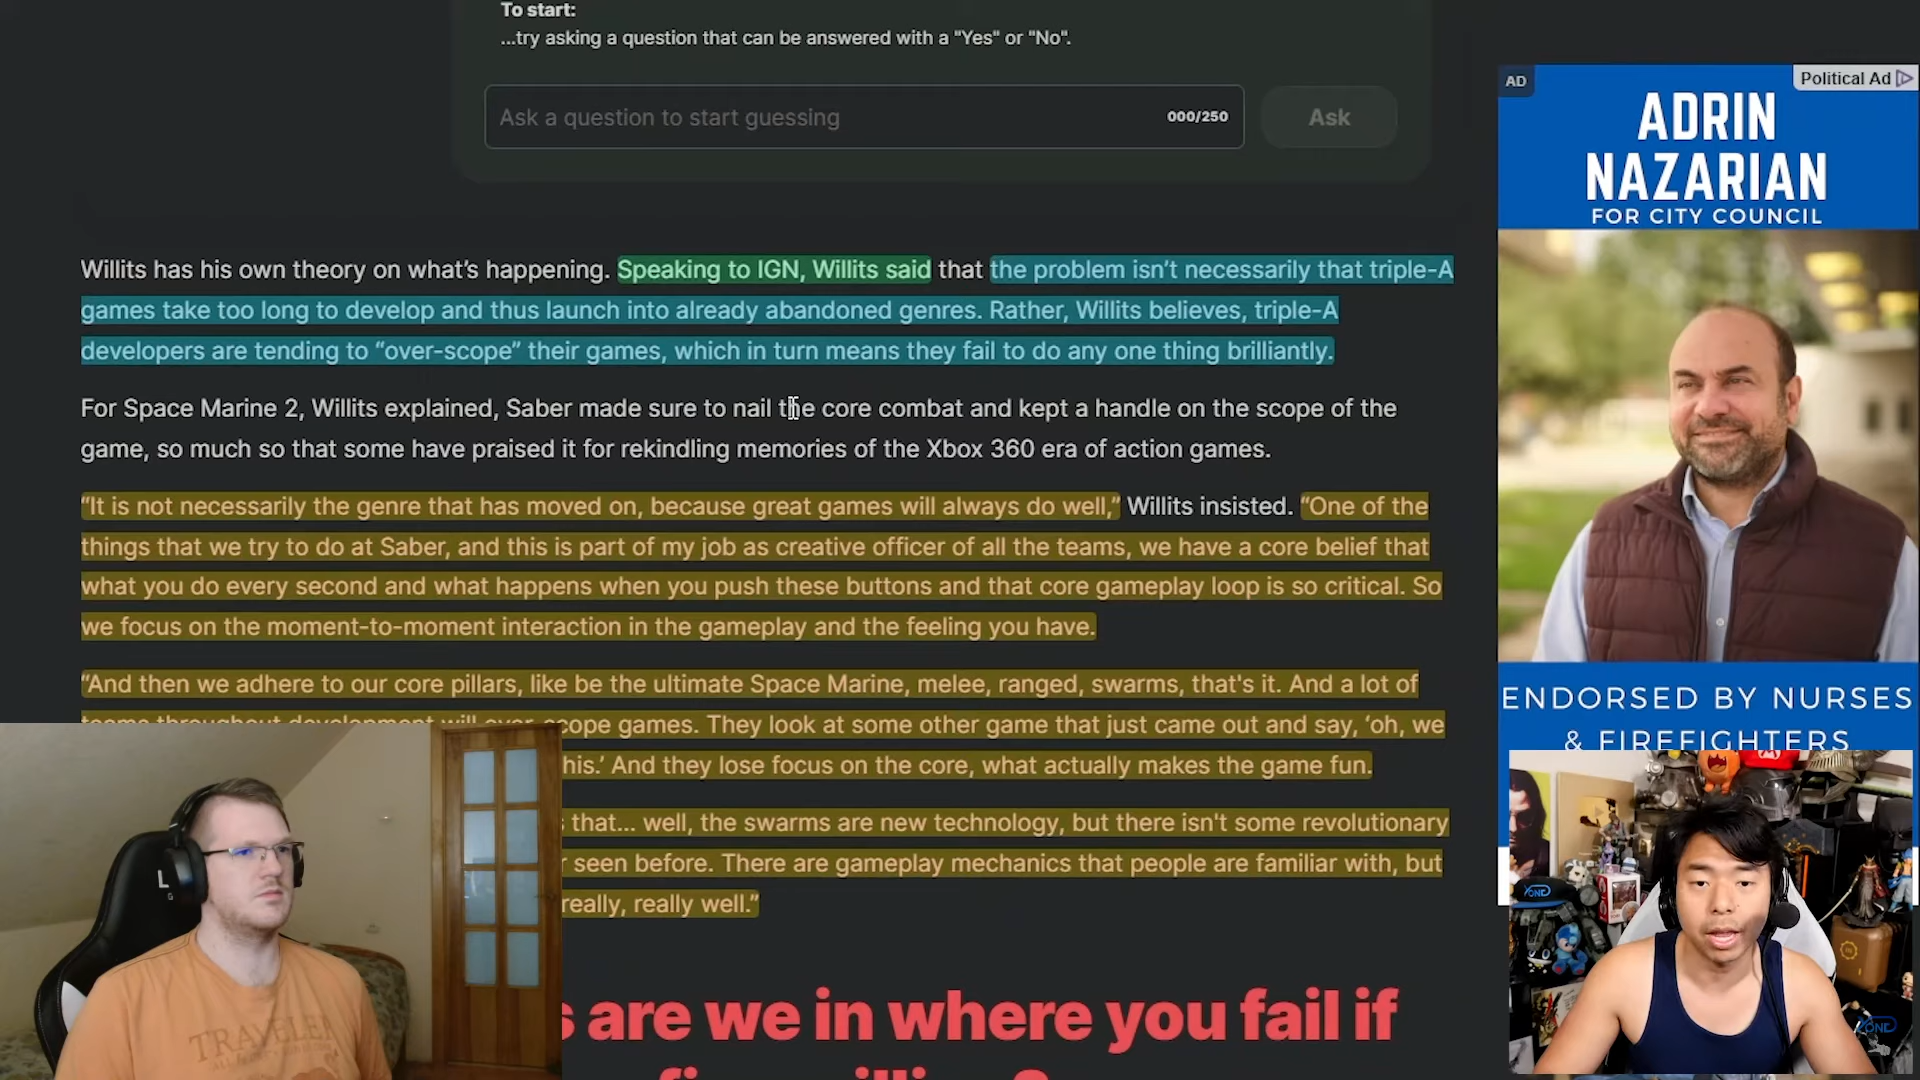 To start:
...try asking a question that can be answered with a "Yes" or "No".
Ask a question to start guessing
000/250
Ask
Willits has his own theory on what’s happening. Speaking to IGN, Willits said that the problem isn’t necessarily that triple-A
games take too long to develop and thus launch into already abandoned genres. Rather, Willits believes, triple-A
developers are tending to “over-scope” their games, which in turn means they fail to do any one thing brilliantly.
For Space Marine 2, Willits explained, Saber made sure to nail the core combat and kept a handle on the scope of the
game, so much so that some have praised it for rekindling memories of the Xbox 360 era of action games.
“It is not necessarily the genre that has moved on, because great games will always do well,” Willits insisted. “One of the
things that we try to do at Saber, and this is part of my job as creative officer of all the teams, we have a core belief that
what you do every second and what happens when you push these buttons and that core gameplay loop is so critical. So
we focus on the moment-to-moment interaction in the gameplay and the feeling you have.
“And then we adhere to our core pillars, like be the ultimate Space Marine, melee, ranged, swarms, that's it. And a lot of
teams throughout development will over-scope games. They look at some other game that just came out and say, ‘oh, we
his.’ And they lose focus on the core, what actually makes the game fun.
that... well, the swarms are new technology, but there isn't some revolutionary
seen before. There are gameplay mechanics that people are familiar with, but
really, really well.”
are we in where you fail if
AD
Political Ad
ADRIN
NAZARIAN
FOR CITY COUNCIL
ENDORSED BY NURSES
& FIREFIGHTERS
L
TRAVELER
YONG